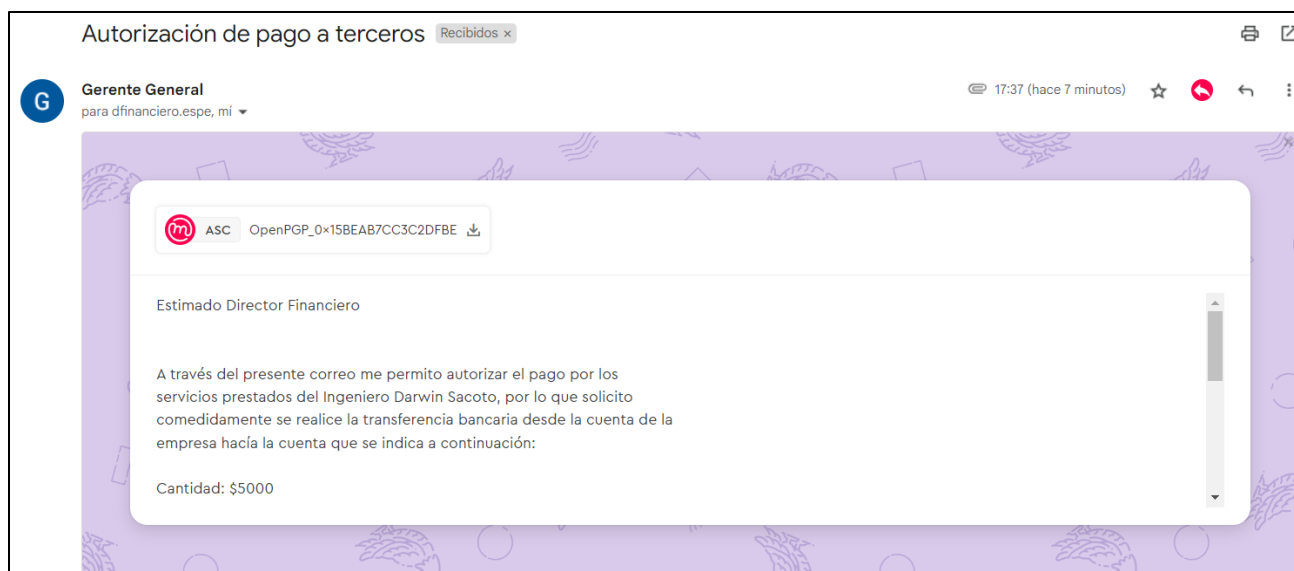 Autorización de pago a terceros Recibidos ×
G
Gerente General
17:37 (hace 7 minutos)
para dfinanciero.espe, mí
m ASC OpenPGP_0×15BEAB7CC3C2DFBE
Estimado Director Financiero
A través del presente correo me permito autorizar el pago por los
servicios prestados del Ingeniero Darwin Sacoto, por lo que solicito
comedidamente se realice la transferencia bancaria desde la cuenta de la
empresa hacía la cuenta que se indica a continuación:
Cantidad: $5000